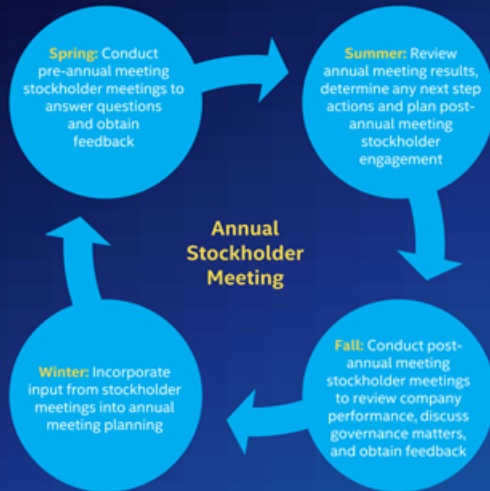 Spring: Conduct
pre-annual meeting
stockholder meetings to
answer questions
and obtain
feedback
Summer: Review
annual meeting results,
determine any next step
actions and plan post-
annual meeting
stockholder
engagement
Annual
Stockholder
Meeting
Winter: Incorporate
input from stockholder
meetings into annual
meeting planning
Fall: Conduct post-
annual meeting
stockholder meetings
to review company
performance, discuss
governance matters,
and obtain feedback